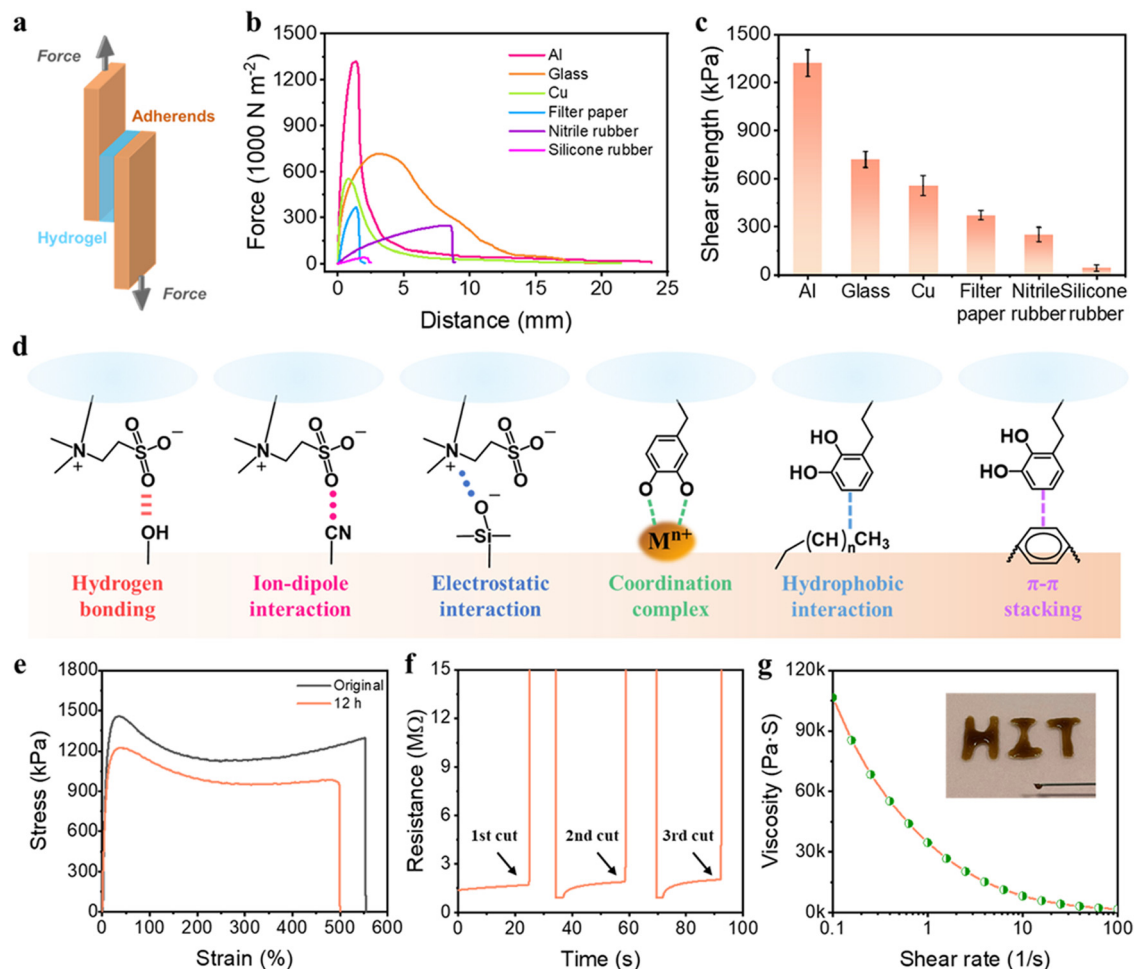 a
Force
Adherends
Hydrogel
Force
b
Force (1000 N m⁻²)
1500
1200
900
600
300
0
Al
Glass
Cu
Filter paper
Nitrile rubber
Silicone rubber
0 5 10 15 20 25
Distance (mm)
c
Shear strength (kPa)
1500
1200
900
600
300
0
Al Glass Cu Filter Nitrile Silicone
paper rubber rubber
d
N
+
O
S
O
O⁻
OH
Hydrogen
bonding
N
+
O
S
O
O⁻
CN
Ion-dipole
interaction
N
+
O
S
O
O⁻
O⁻
Si
Electrostatic
interaction
O O
Mⁿ⁺
Coordination
complex
HO
HO
(CH)ₙCH3
Hydrophobic
interaction
HO
HO
π-π
stacking
e
Stress (kPa)
1800
1500
1200
900
600
300
0
Original
12 h
0 100 200 300 400 500 600
Strain (%)
f
Resistance (MΩ)
15
12
9
6
3
0
1st cut
2nd cut
3rd cut
0 20 40 60 80 100
Time (s)
g
Viscosity (Pa·S)
120k
90k
60k
30k
0k
HIT
0.1 1 10 100
Shear rate (1/s)